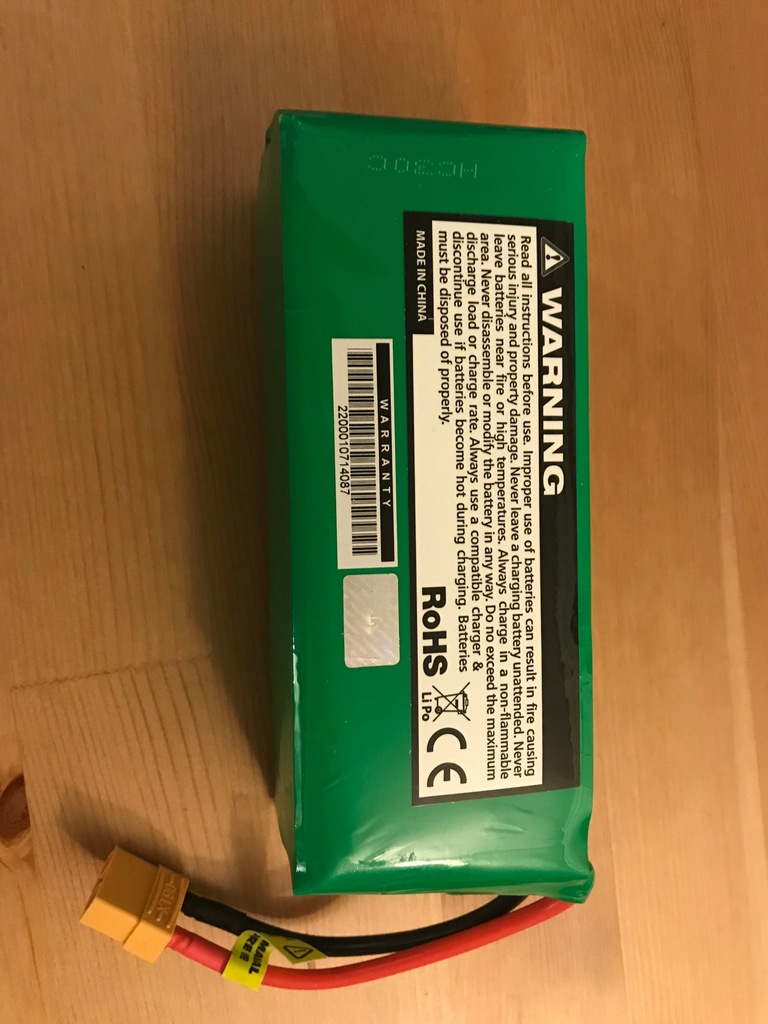 WARNING
Read all instructions before use. Improper use of batteries can result in fire causing
serious injury and property damage. Never leave a charging battery unattended. Never
leave batteries near fire or high temperatures. Always charge in a non-flammable
area. Never disassemble or modify the battery in any way. Do no exceed the maximum
discharge load or charge rate. Always use a compatible charger &
discontinue use if batteries become hot during charging. Batteries
must be disposed of properly.
MADE IN CHINA
RoHS
Li Po
CE
WARRANTY
2200010714087